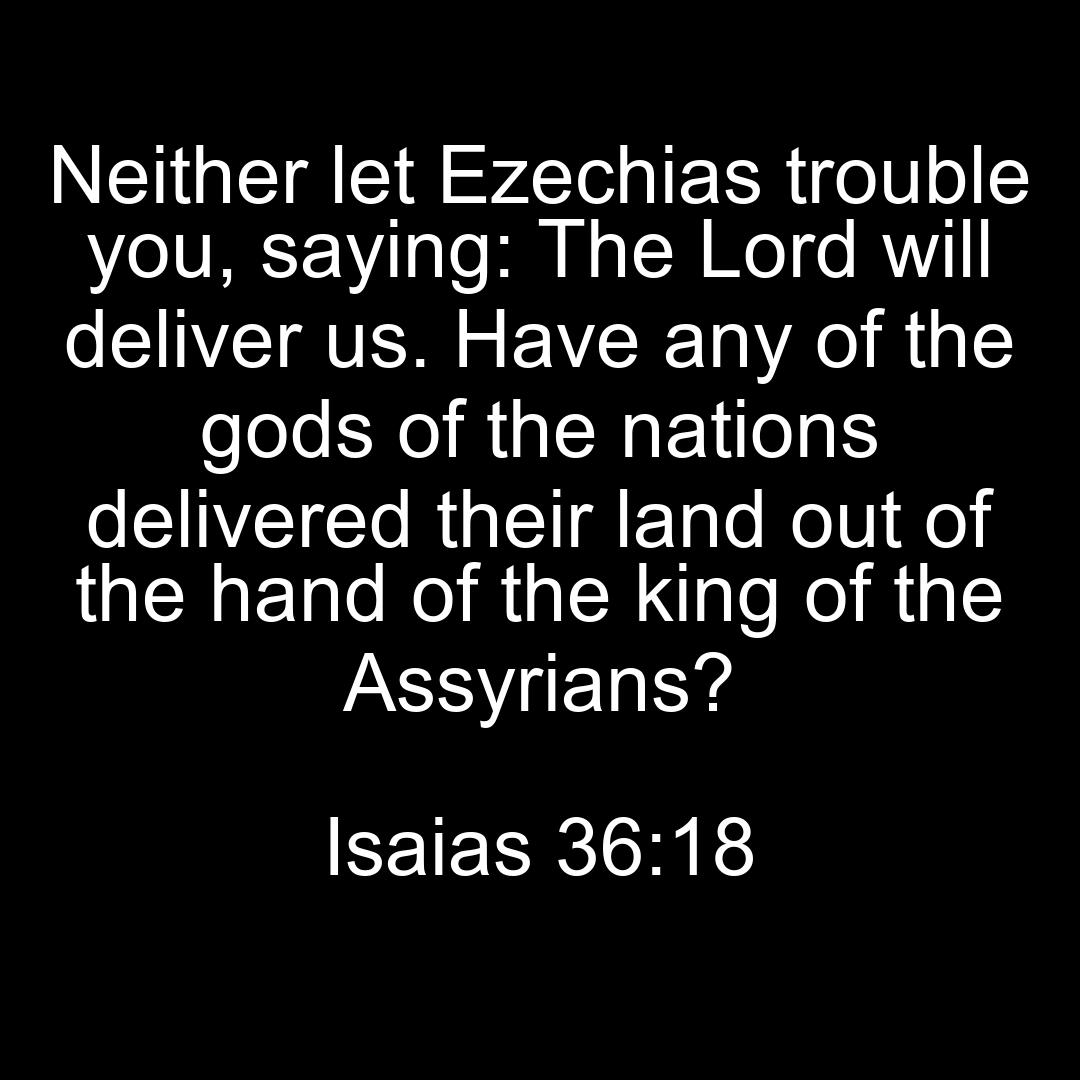 Neither let Ezechias trouble
you, saying: The Lord will
deliver us. Have any of the
gods of the nations
delivered their land out of
the hand of the king of the
Assyrians?
Isaias 36:18